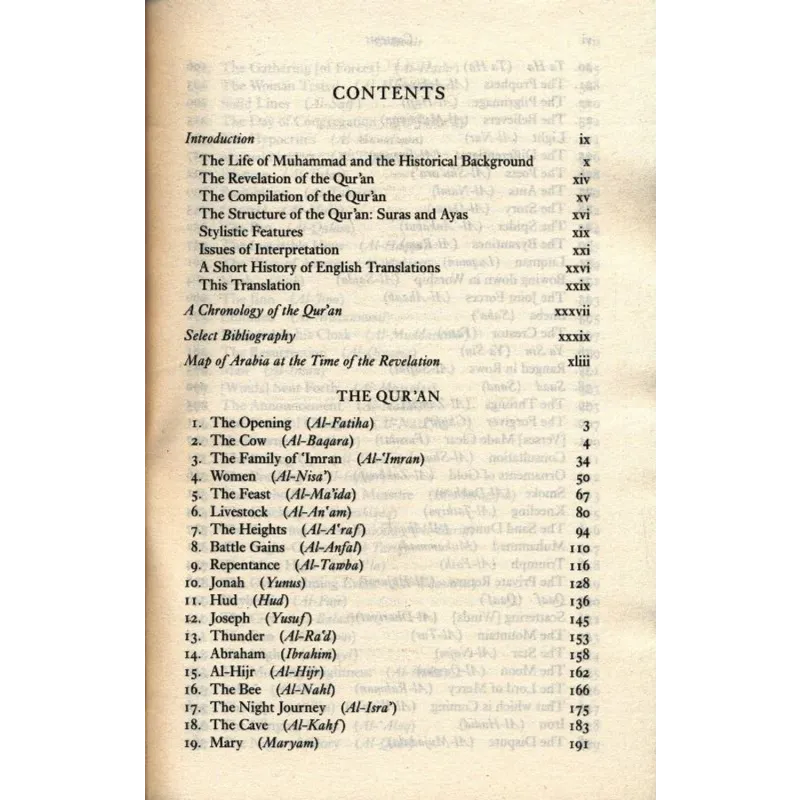 CONTENTS
Introduction ix
The Life of Muhammad and the Historical Background x
The Revelation of the Qur'an xiv
The Compilation of the Qur'an xv
The Structure of the Qur'an: Suras and Ayas xvi
Stylistic Features xix
Issues of Interpretation xxi
A Short History of English Translations xxvi
This Translation xxix
A Chronology of the Qur'an xxxvii
Select Bibliography xxxix
Map of Arabia at the Time of the Revelation xliii
THE QUR'AN
1. The Opening (Al-Fatiha) 3
2. The Cow (Al-Baqara) 4
3. The Family of 'Imran (Al-'Imran) 34
4. Women (Al-Nisa') 50
5. The Feast (Al-Ma'ida) 67
6. Livestock (Al-An'am) 80
7. The Heights (Al-A'raf) 94
8. Battle Gains (Al-Anfal) 110
9. Repentance (Al-Tawba) 116
10. Jonah (Yunus) 128
11. Hud (Hud) 136
12. Joseph (Yusuf) 145
13. Thunder (Al-Ra'd) 153
14. Abraham (Ibrahim) 158
15. Al-Hijr (Al-Hijr) 162
16. The Bee (Al-Nahl) 166
17. The Night Journey (Al-Isra') 175
18. The Cave (Al-Kahf) 183
19. Mary (Maryam) 191